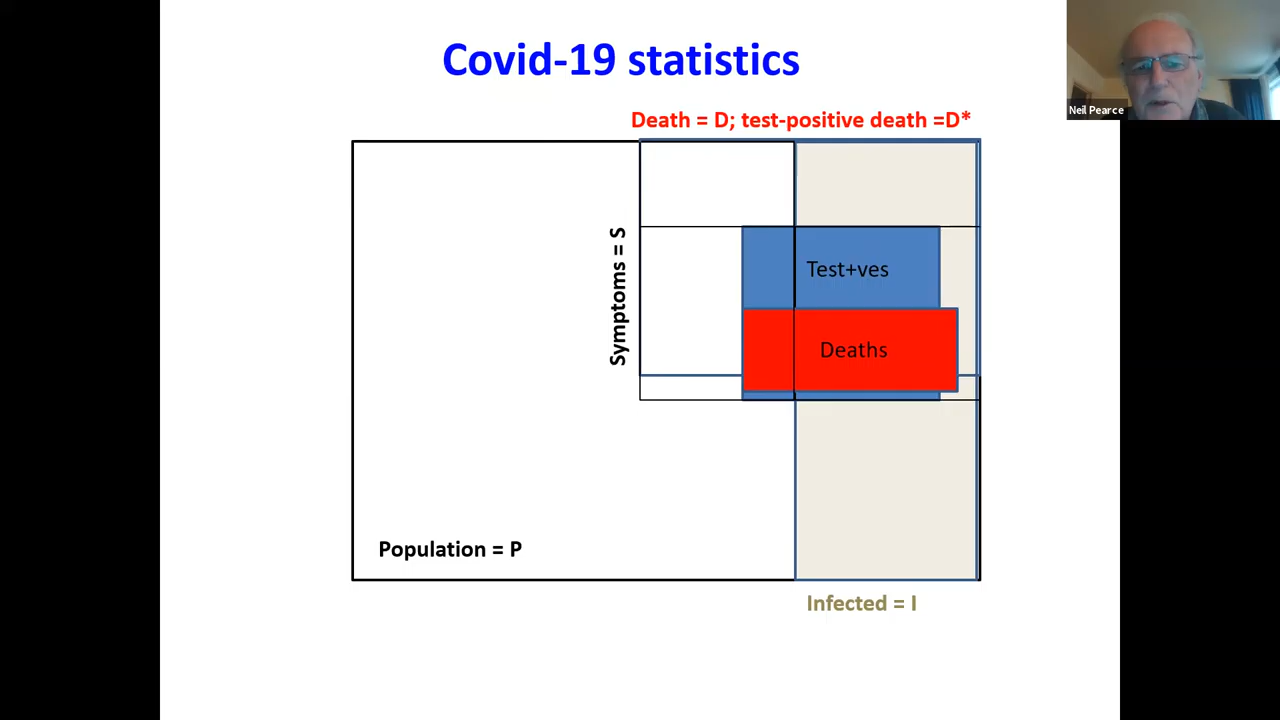 Covid-19 statistics
Neil Pearce
Death = D; test-positive death =D*
Symptoms = S
Test+ves
Deaths
Population = P
Infected = I